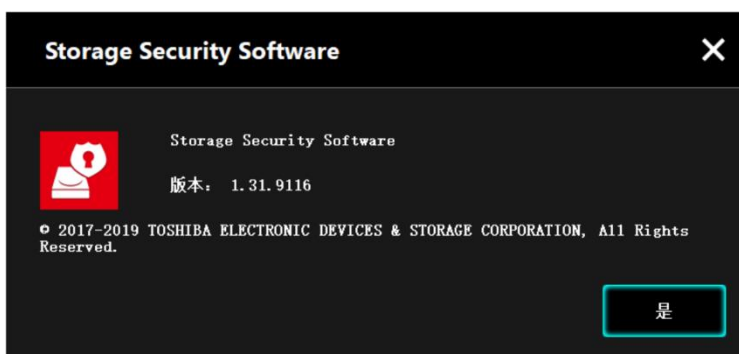 Storage Security Software
Storage Security Software
版本： 1.31.9116
© 2017-2019 TOSHIBA ELECTRONIC DEVICES & STORAGE CORPORATION, All Rights
Reserved.
是